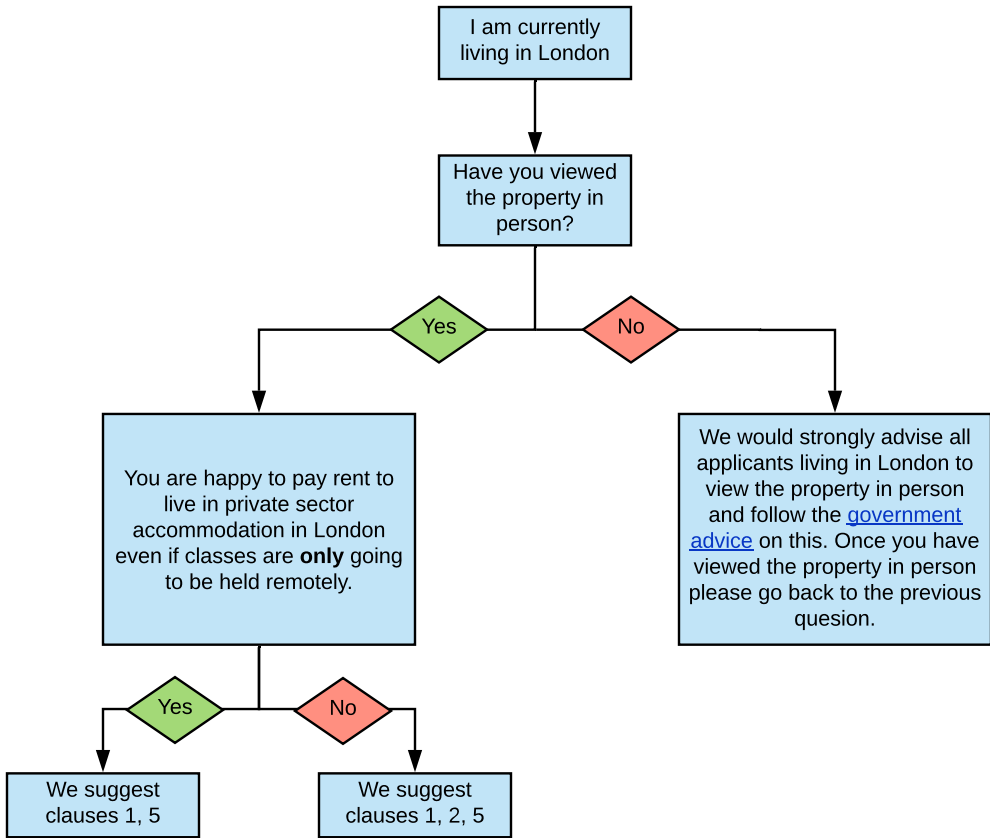 I am currently
living in London
Have you viewed
the property in
person?
Yes
No
You are happy to pay rent to
live in private sector
accommodation in London
even if classes are only going
to be held remotely.
We would strongly advise all
applicants living in London to
view the property in person
and follow the government
advice on this. Once you have
viewed the property in person
please go back to the previous
quesion.
Yes
No
We suggest
clauses 1, 5
We suggest
clauses 1, 2, 5